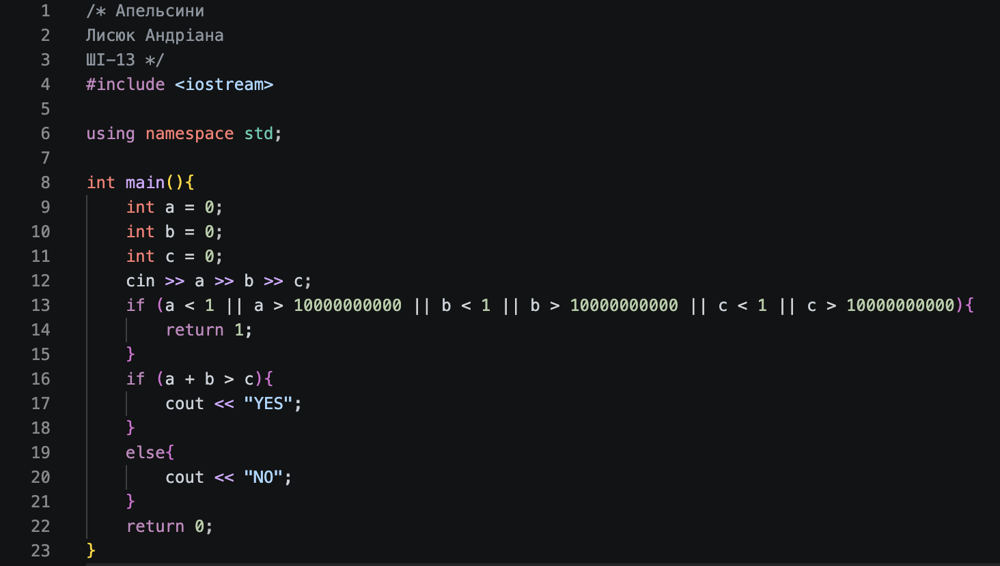 1 /* Апельсини
2 Лисюк Андріана
3 ШІ-13 */
4 #include <iostream>
5
6 using namespace std;
7
8 int main(){
9 int a = 0;
10 int b = 0;
11 int c = 0;
12 cin >> a >> b >> c;
13 if (a < 1 || a > 10000000000 || b < 1 || b > 10000000000 || c < 1 || c > 10000000000){
14 return 1;
15 }
16 if (a + b > c){
17 cout << "YES";
18 }
19 else{
20 cout << "NO";
21 }
22 return 0;
23 }